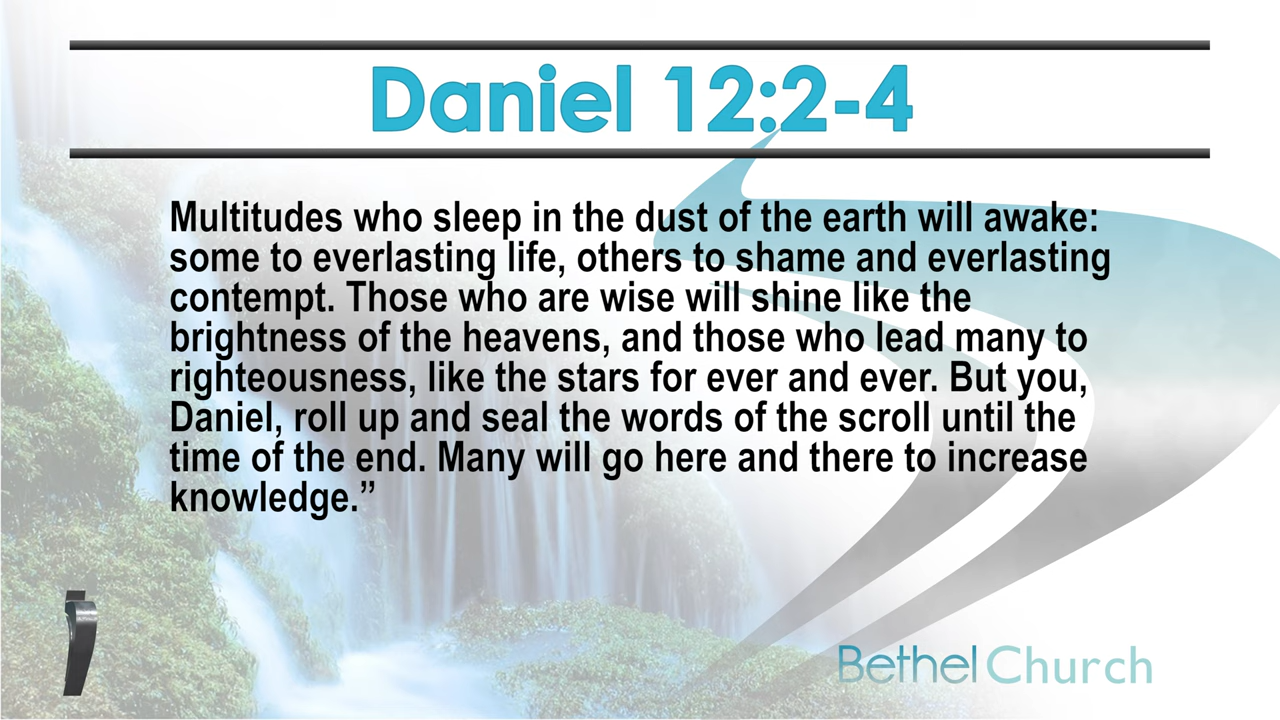 Daniel 12:2-4
Multitudes who sleep in the dust of the earth will awake:
some to everlasting life, others to shame and everlasting
contempt. Those who are wise will shine like the
brightness of the heavens, and those who lead many to
righteousness, like the stars for ever and ever. But you,
Daniel, roll up and seal the words of the scroll until the
time of the end. Many will go here and there to increase
knowledge.”
Bethel Church